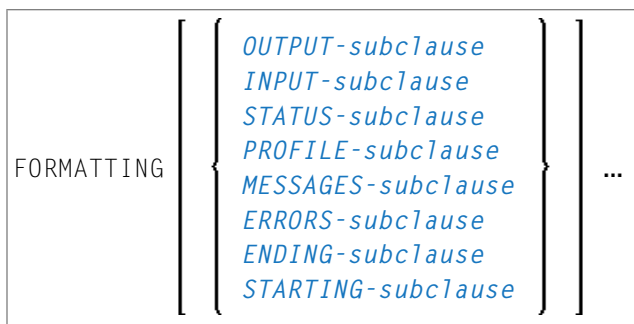 OUTPUT-subclause
INPUT-subclause
STATUS-subclause
PROFILE-subclause
FORMATTING MESSAGES-subclause ...
ERRORS-subclause
ENDING-subclause
STARTING-subclause